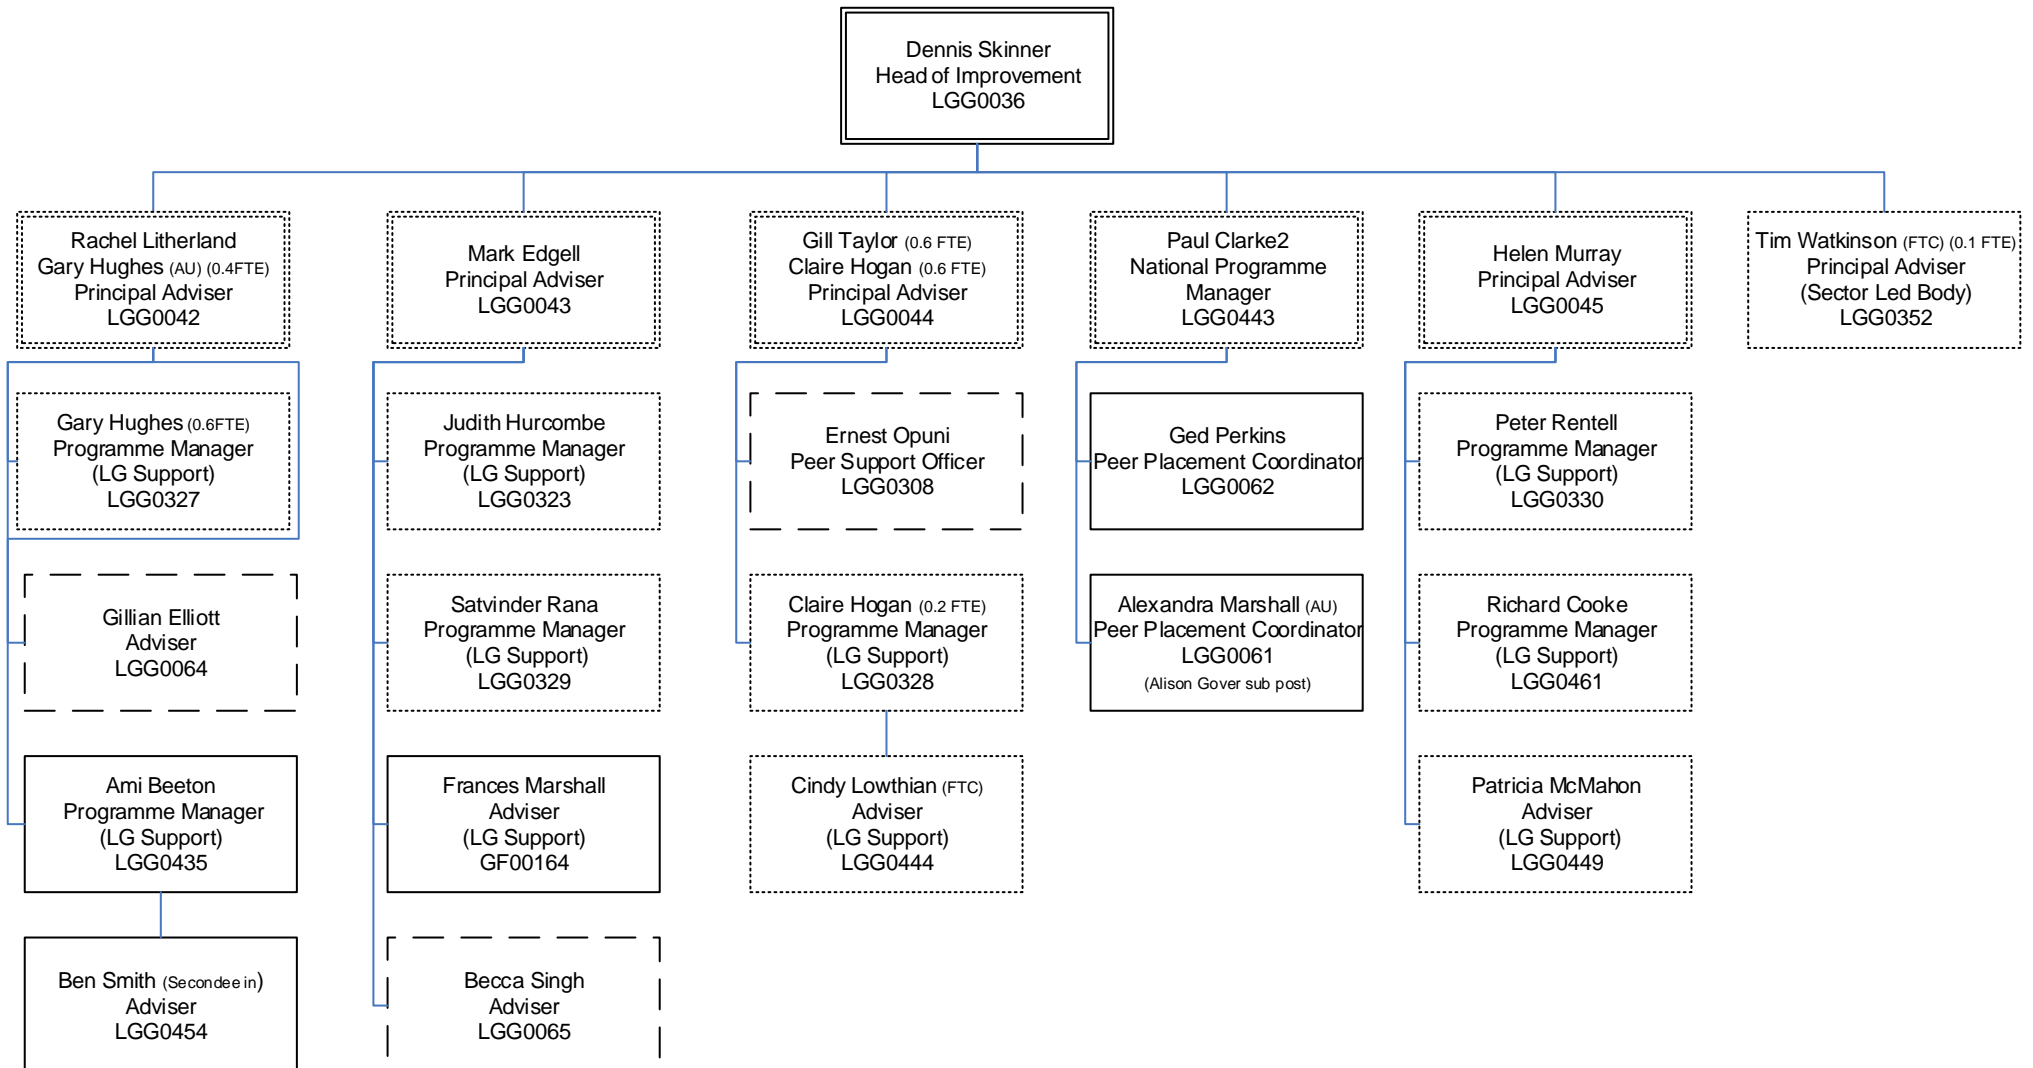 Dennis Skinner
Head of Improvement
LGG0036
Rachel Litherland
Gary Hughes (AU) (0.4FTE)
Principal Adviser
LGG0042
Mark Edgell
Principal Adviser
LGG0043
Gill Taylor (0.6 FTE)
Claire Hogan (0.6 FTE)
Principal Adviser
LGG0044
Paul Clarke2
National Programme
Manager
LGG0443
Helen Murray
Principal Adviser
LGG0045
Tim Watkinson (FTC) (0.1 FTE)
Principal Adviser
(Sector Led Body)
LGG0352
Gary Hughes (0.6FTE)
Programme Manager
(LG Support)
LGG0327
Judith Hurcombe
Programme Manager
(LG Support)
LGG0323
Ernest Opuni
Peer Support Officer
LGG0308
Ged Perkins
Peer Placement Coordinator
LGG0062
Peter Rentell
Programme Manager
(LG Support)
LGG0330
Gillian Elliott
Adviser
LGG0064
Satvinder Rana
Programme Manager
(LG Support)
LGG0329
Claire Hogan (0.2 FTE)
Programme Manager
(LG Support)
LGG0328
Alexandra Marshall (AU)
Peer Placement Coordinator
LGG0061
(Alison Gover sub post)
Richard Cooke
Programme Manager
(LG Support)
LGG0461
Ami Beeton
Programme Manager
(LG Support)
LGG0435
Frances Marshall
Adviser
(LG Support)
GF00164
Cindy Lowthian (FTC)
Adviser
(LG Support)
LGG0444
Patricia McMahon
Adviser
(LG Support)
LGG0449
Ben Smith (Secondee in)
Adviser
LGG0454
Becca Singh
Adviser
LGG0065